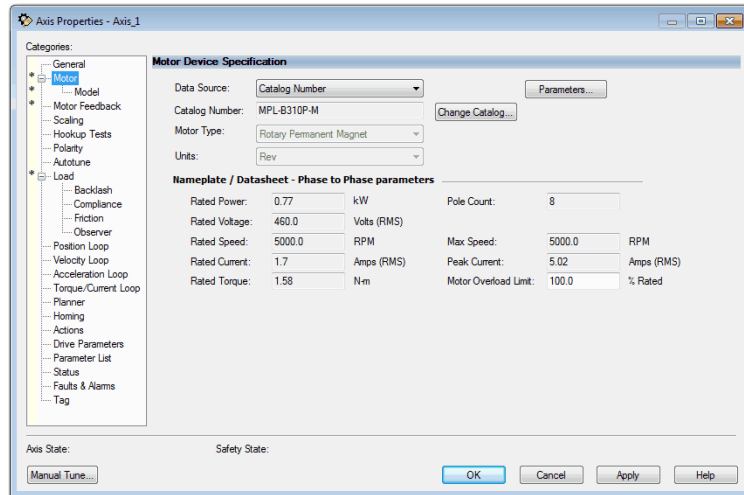 Axis Properties - Axis_1
Categories:
General
* Motor
* Model
* Motor Feedback
Scaling
Hookup Tests
Polarity
Autotune
* Load
Backlash
Compliance
Friction
Observer
Position Loop
Velocity Loop
Acceleration Loop
Torque/Current Loop
Planner
Homing
Actions
Drive Parameters
Parameter List
Status
Faults & Alarms
Tag
Motor Device Specification
Data Source: Catalog Number Parameters...
Catalog Number: MPL-B310P-M Change Catalog...
Motor Type: Rotary Permanent Magnet
Units: Rev
Nameplate / Datasheet - Phase to Phase parameters
Rated Power: 0.77 kW Pole Count: 8
Rated Voltage: 460.0 Volts (RMS)
Rated Speed: 5000.0 RPM Max Speed: 5000.0 RPM
Rated Current: 1.7 Amps (RMS) Peak Current: 5.02 Amps (RMS)
Rated Torque: 1.58 N-m Motor Overload Limit: 100.0 % Rated
Axis State: Safety State:
Manual Tune... OK Cancel Apply Help